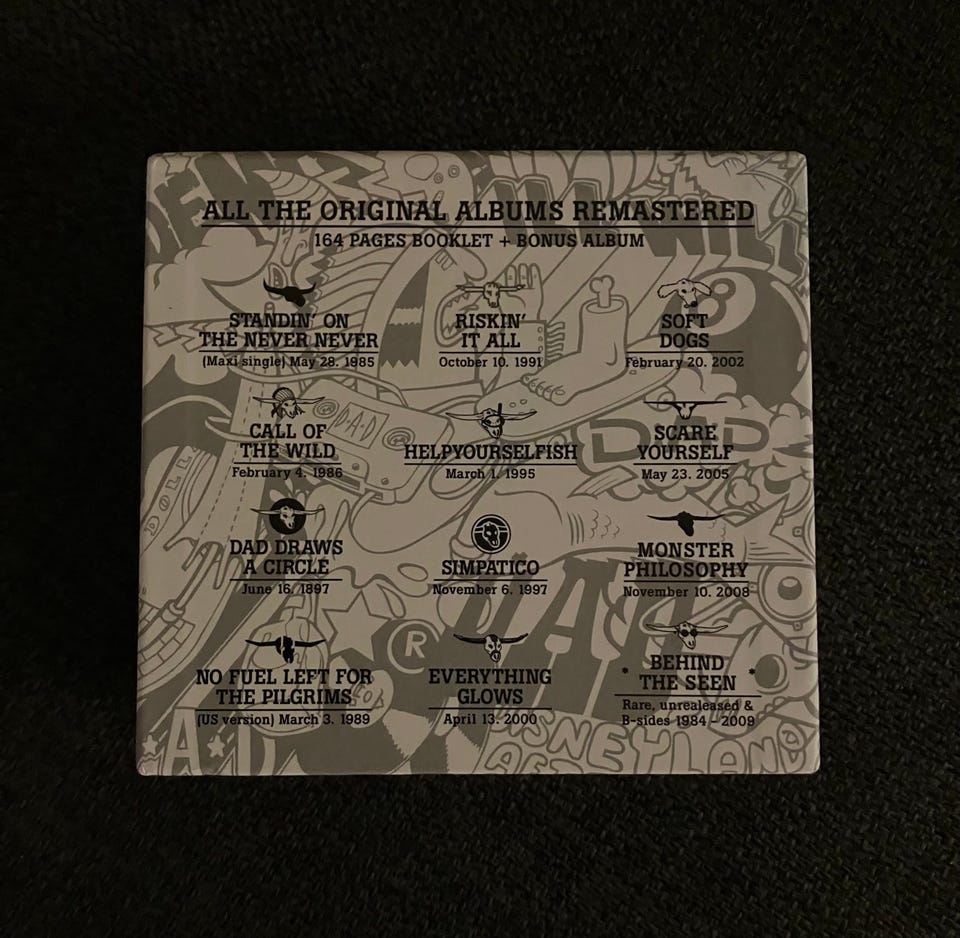 ALL THE ORIGINAL ALBUMS REMASTERED
164 PAGES BOOKLET + BONUS ALBUM
STANDIN' ON
THE NEVER NEVER
(Maxi single) May 28. 1985
CALL OF
THE WILD
February 4. 1986
DAD DRAWS
A CIRCLE
June 16. 1897
NO FUEL LEFT FOR
THE PILGRIMS
(US version) March 3. 1989
RISKIN'
IT ALL
October 10. 1991
HELPYOURSELFISH
March 1. 1995
SIMPATICO
November 6. 1997
EVERYTHING
GLOWS
April 13. 2000
SOFT
DOGS
February 20. 2002
SCARE
YOURSELF
May 23. 2005
MONSTER
PHILOSOPHY
November 10. 2008
* BEHIND *
THE SEEN
Rare, unrealeased &
B-sides 1984 – 2009
D-A-D
DAD
DOLL
®
DISNEYLAND
AFTER